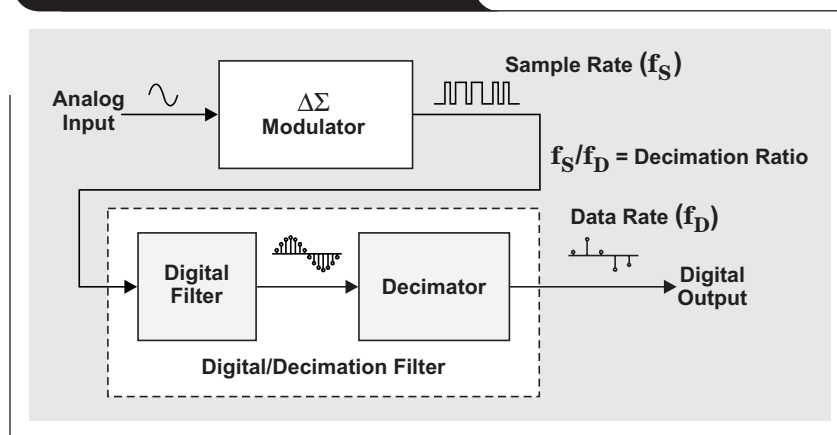 Sample Rate (fS)
Analog
Input
ΔΣ
Modulator
fS/fD = Decimation Ratio
Data Rate (fD)
Digital
Filter
Decimator
Digital
Output
Digital/Decimation Filter